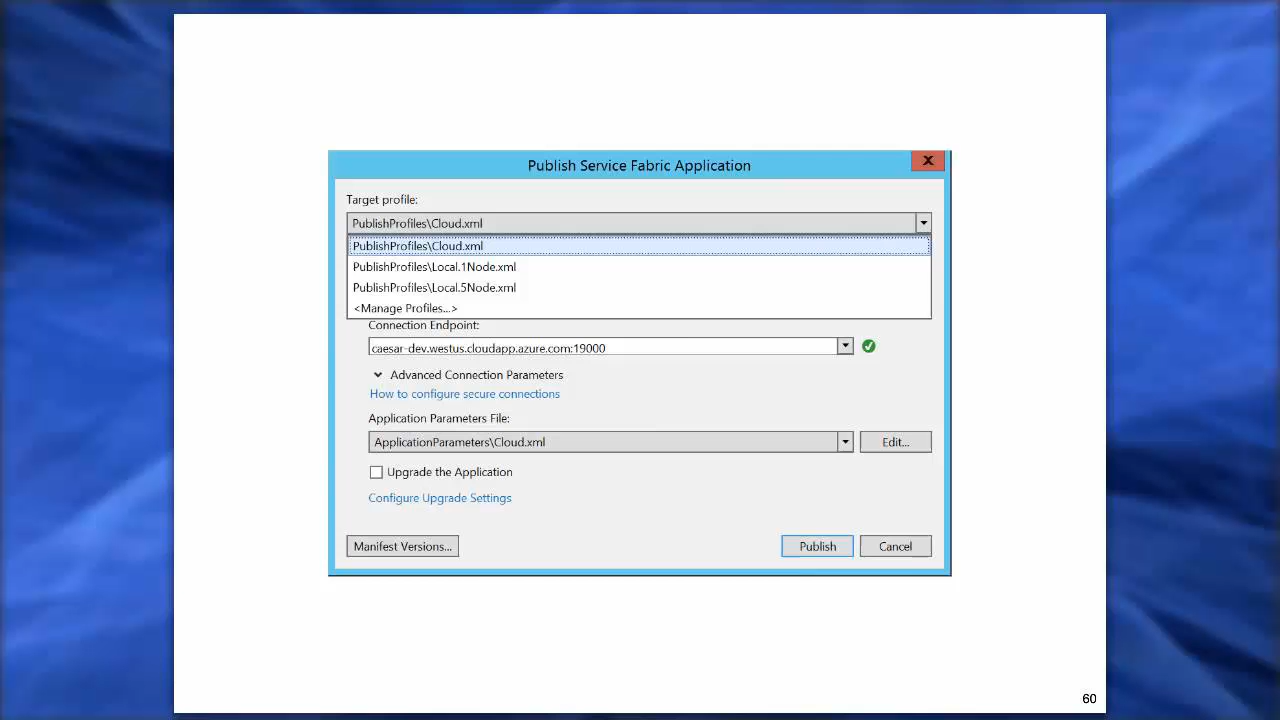 Publish Service Fabric Application
X
Target profile:
PublishProfiles\Cloud.xml
PublishProfiles\Cloud.xml
PublishProfiles\Local.1Node.xml
PublishProfiles\Local.5Node.xml
<Manage Profiles...>
Connection Endpoint:
caesar-dev.westus.cloudapp.azure.com:19000
Advanced Connection Parameters
How to configure secure connections
Application Parameters File:
ApplicationParameters\Cloud.xml
Edit...
Upgrade the Application
Configure Upgrade Settings
Manifest Versions...
Publish
Cancel
60